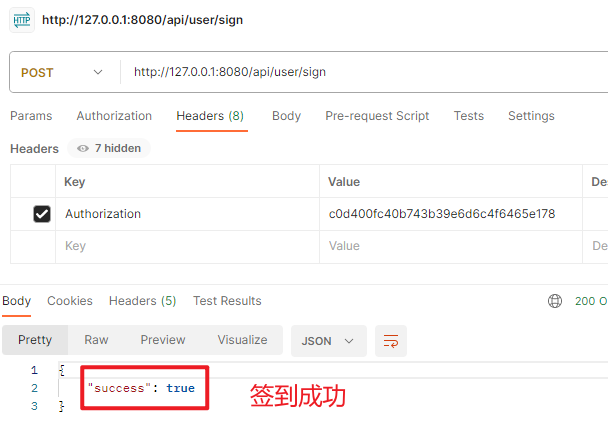 HTTP http://127.0.0.1:8080/api/user/sign
POST http://127.0.0.1:8080/api/user/sign
Params Authorization Headers (8) Body Pre-request Script Tests Settings
Headers 7 hidden
Key Value Des
Authorization c0d400fc40b743b39e6d6c4f6465e178
Key Value Des
Body Cookies Headers (5) Test Results 200 O
Pretty Raw Preview Visualize JSON
1 {
2 "success": true 签到成功
3 }